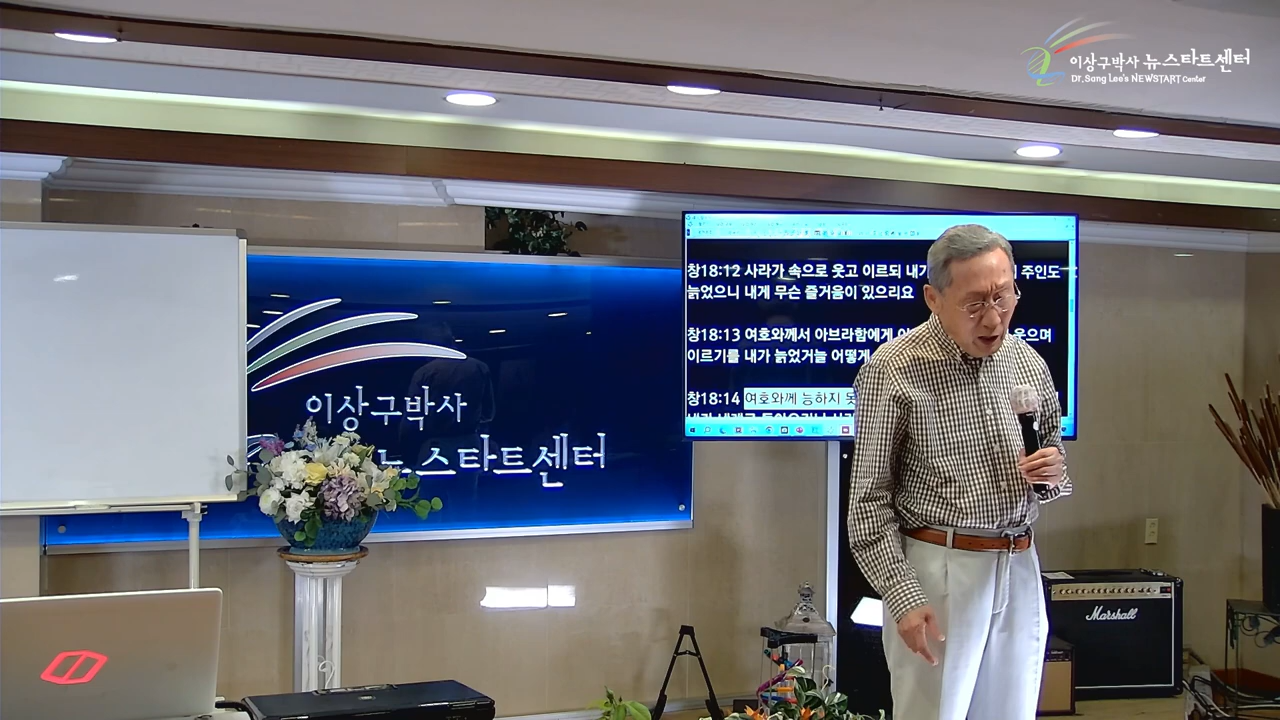 이상구박사 뉴스타트센터
Dr. Sang Lee's NEWSTART Center
창18:12 사라가 속으로 웃고 이르되 내가 주인도
늙었으니 내게 무슨 즐거움이 있으리요
창18:13 여호와께서 아브라함에게 웃으며
이르기를 내가 늙었거늘 어떻게
창18:14 여호와께 능하지
이상구박사
뉴스타트센터
Marshall